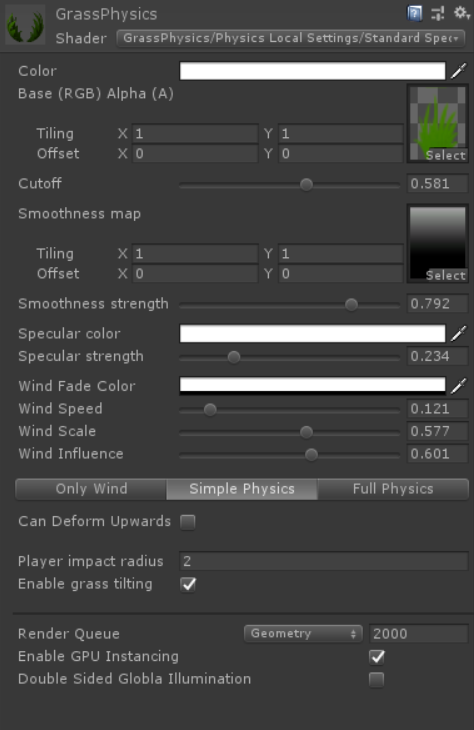 GrassPhysics
Shader GrassPhysics/Physics Local Settings/Standard Spec
Color
Base (RGB) Alpha (A)
Tiling X 1 Y 1
Offset X 0 Y 0
Select
Cutoff 0.581
Smoothness map
Tiling X 1 Y 1
Offset X 0 Y 0
Select
Smoothness strength 0.792
Specular color
Specular strength 0.234
Wind Fade Color
Wind Speed 0.121
Wind Scale 0.577
Wind Influence 0.601
Only Wind Simple Physics Full Physics
Can Deform Upwards
Player impact radius 2
Enable grass tilting
Render Queue Geometry 2000
Enable GPU Instancing
Double Sided Globla Illumination